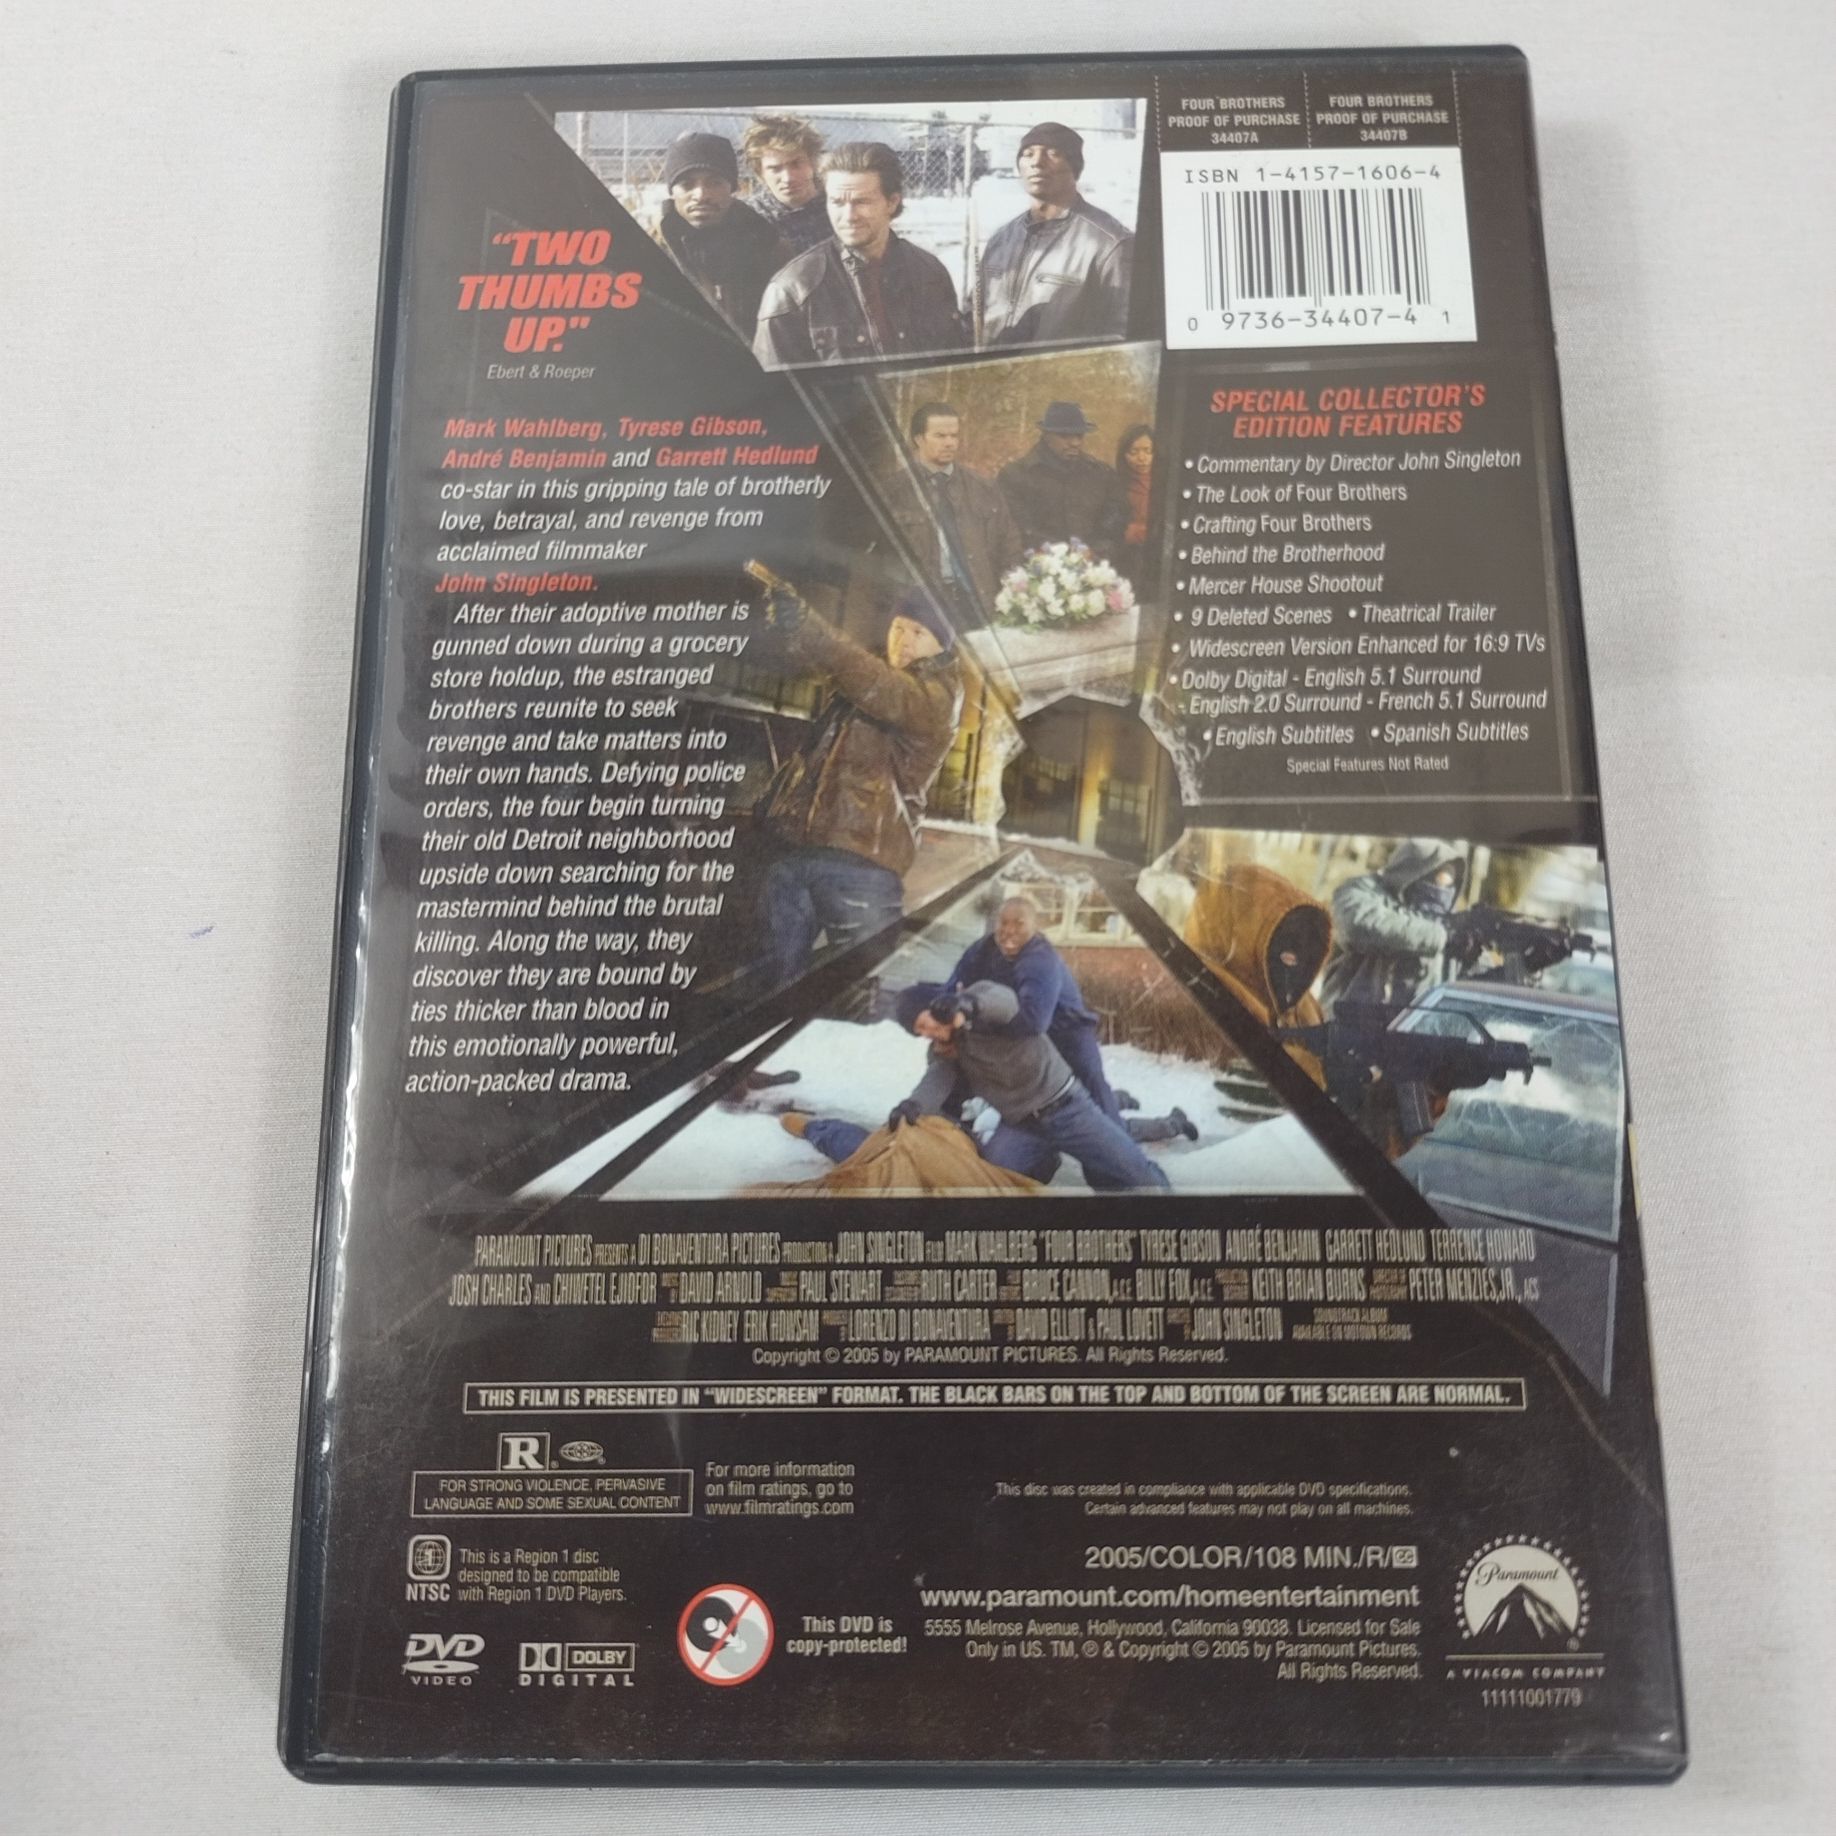 FOUR BROTHERS
PROOF OF PURCHASE
34407A
FOUR BROTHERS
PROOF OF PURCHASE
34407B
ISBN 1-4157-1606-4
0 9736-34407-4 1
"TWO
THUMBS
UP."
Ebert & Roeper
Mark Wahlberg, Tyrese Gibson,
André Benjamin and Garrett Hedlund
co-star in this gripping tale of brotherly
love, betrayal, and revenge from
acclaimed filmmaker
John Singleton.
After their adoptive mother is
gunned down during a grocery
store holdup, the estranged
brothers reunite to seek
revenge and take matters into
their own hands. Defying police
orders, the four begin turning
their old Detroit neighborhood
upside down searching for the
mastermind behind the brutal
killing. Along the way, they
discover they are bound by
ties thicker than blood in
this emotionally powerful,
action-packed drama.
SPECIAL COLLECTOR'S
EDITION FEATURES
• Commentary by Director John Singleton
• The Look of Four Brothers
• Crafting Four Brothers
• Behind the Brotherhood
• Mercer House Shootout
• 9 Deleted Scenes • Theatrical Trailer
• Widescreen Version Enhanced for 16:9 TVs
• Dolby Digital - English 5.1 Surround
- English 2.0 Surround - French 5.1 Surround
• English Subtitles • Spanish Subtitles
Special Features Not Rated
PARAMOUNT PICTURES PRESENTS A DI BONAVENTURA PICTURES PRODUCTION A JOHN SINGLETON FILM MARK WAHLBERG "FOUR BROTHERS" TYRESE GIBSON ANDRÉ BENJAMIN GARRETT HEDLUND TERRENCE HOWARD
JOSH CHARLES AND CHIWETEL EJIOFOR MUSIC BY DAVID ARNOLD MUSIC SUPERVISOR PAUL STEWART RUTH CARTER BRUCE CANNON, A.C.E. BILLY FOX, A.C.E. KEITH BRIAN BURNS PETER MENZIES, JR., ACS
RIC KIDNEY ERIK HOWSAM LORENZO DI BONAVENTURA DAVID ELLIOT & PAUL LOVETT JOHN SINGLETON SOUNDTRACK ALBUM AVAILABLE ON MOTOWN RECORDS
Copyright © 2005 by PARAMOUNT PICTURES. All Rights Reserved.
THIS FILM IS PRESENTED IN "WIDESCREEN" FORMAT. THE BLACK BARS ON THE TOP AND BOTTOM OF THE SCREEN ARE NORMAL.
R
FOR STRONG VIOLENCE, PERVASIVE
LANGUAGE AND SOME SEXUAL CONTENT
For more information
on film ratings, go to
www.filmratings.com
This disc was created in compliance with applicable DVD specifications.
Certain advanced features may not play on all machines.
1
NTSC
This is a Region 1 disc
designed to be compatible
with Region 1 DVD Players.
DVD
VIDEO
DOLBY
DIGITAL
This DVD is
copy-protected!
2005/COLOR/108 MIN./R/CC
www.paramount.com/homeentertainment
5555 Melrose Avenue, Hollywood, California 90038. Licensed for Sale
Only in US. TM, ® & Copyright © 2005 by Paramount Pictures.
All Rights Reserved.
Paramount
A VIACOM COMPANY
11111001779